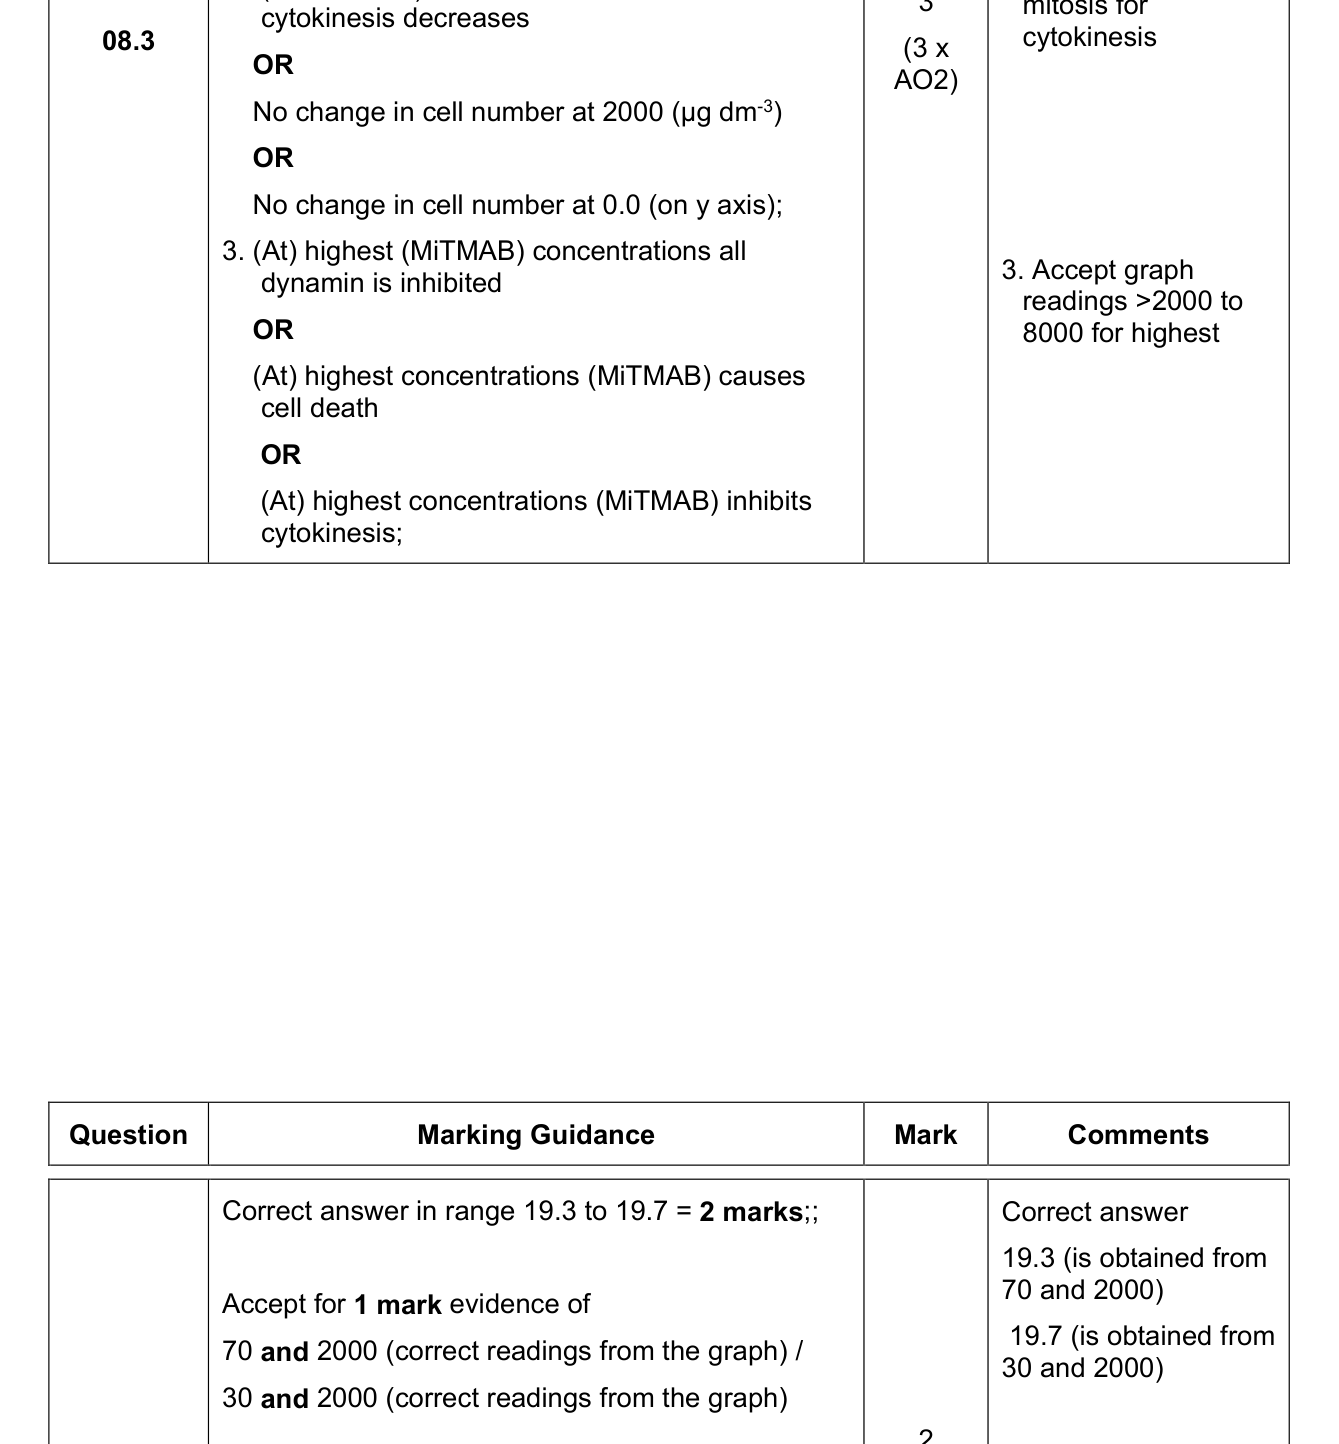 cytokinesis decreases
08.3
OR
No change in cell number at 2000 (µg dm-3)
OR
No change in cell number at 0.0 (on y axis);
3. (At) highest (MiTMAB) concentrations all
dynamin is inhibited
OR
(At) highest concentrations (MiTMAB) causes
cell death
OR
(At) highest concentrations (MiTMAB) inhibits
cytokinesis;
3
(3 x
AO2)
mitosis for
cytokinesis
3. Accept graph
readings >2000 to
8000 for highest
Question Marking Guidance Mark Comments
Correct answer in range 19.3 to 19.7 = 2 marks;;
Accept for 1 mark evidence of
70 and 2000 (correct readings from the graph) /
30 and 2000 (correct readings from the graph)
2
Correct answer
19.3 (is obtained from
70 and 2000)
19.7 (is obtained from
30 and 2000)